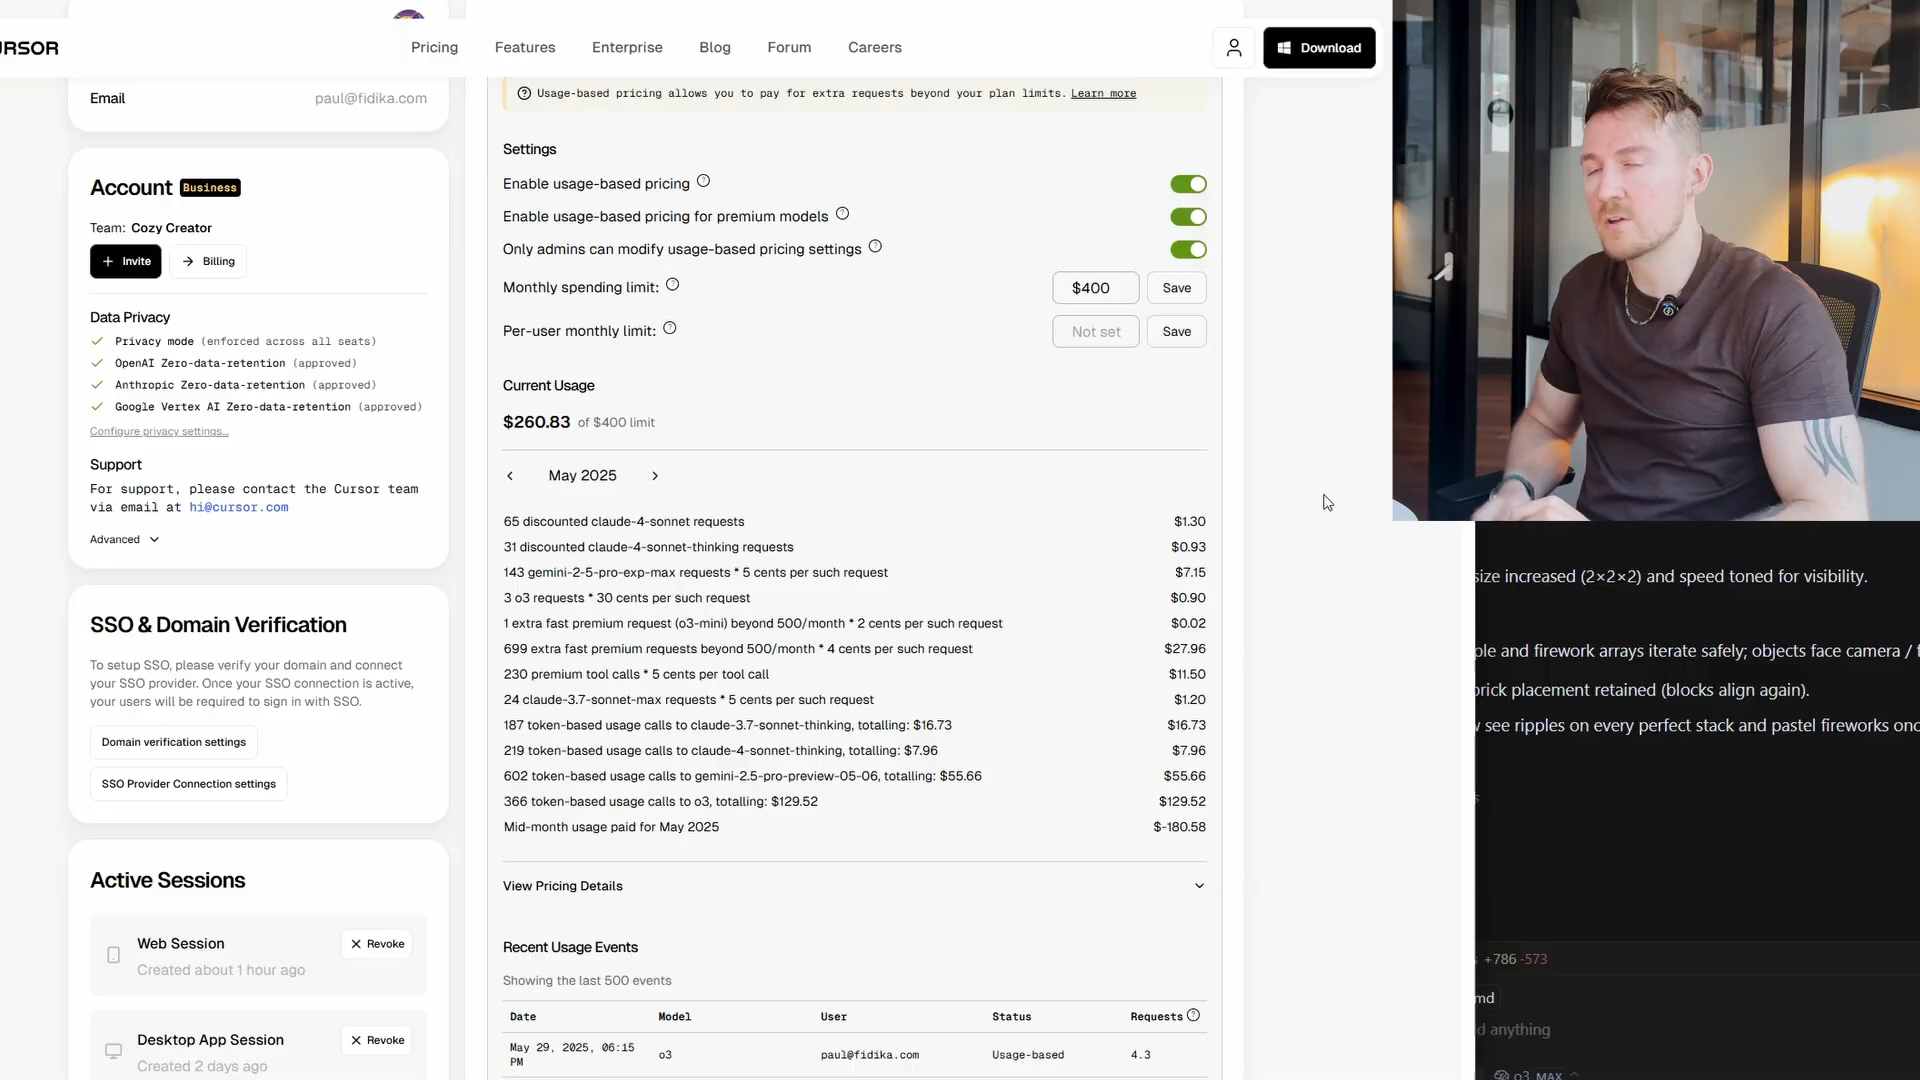 URSOR
Pricing
Features
Enterprise
Blog
Forum
Careers
Download
Email
paul@fidika.com
Account Business
Team: Cozy Creator
Invite
Billing
Data Privacy
Privacy mode (enforced across all seats)
OpenAI Zero-data-retention (approved)
Anthropic Zero-data-retention (approved)
Google Vertex AI Zero-data-retention (approved)
Configure privacy settings…
Support
For support, please contact the Cursor team
via email at hi@cursor.com
Advanced
SSO & Domain Verification
To setup SSO, please verify your domain and connect
your SSO provider. Once your SSO connection is active,
your users will be required to sign in with SSO.
Domain verification settings
SSO Provider Connection settings
Active Sessions
Web Session
Created about 1 hour ago
Revoke
Desktop App Session
Created 2 days ago
Revoke
Usage-based pricing allows you to pay for extra requests beyond your plan limits. Learn more
Settings
Enable usage-based pricing
Enable usage-based pricing for premium models
Only admins can modify usage-based pricing settings
Monthly spending limit: $400 Save
Per-user monthly limit: Not set Save
Current Usage
$260.83 of $400 limit
May 2025
65 discounted claude-4-sonnet requests $1.30
31 discounted claude-4-sonnet-thinking requests $0.93
143 gemini-2-5-pro-exp-max requests * 5 cents per such request $7.15
3 o3 requests * 30 cents per such request $0.90
1 extra fast premium request (o3-mini) beyond 500/month * 2 cents per such request $0.02
699 extra fast premium requests beyond 500/month * 4 cents per such request $27.96
230 premium tool calls * 5 cents per tool call $11.50
24 claude-3.7-sonnet-max requests * 5 cents per such request $1.20
187 token-based usage calls to claude-3.7-sonnet-thinking, totalling: $16.73 $16.73
219 token-based usage calls to claude-4-sonnet-thinking, totalling: $7.96 $7.96
602 token-based usage calls to gemini-2.5-pro-preview-05-06, totalling: $55.66 $55.66
366 token-based usage calls to o3, totalling: $129.52 $129.52
Mid-month usage paid for May 2025 $-180.58
View Pricing Details
Recent Usage Events
Showing the last 500 events
Date Model User Status Requests
May 29, 2025, 06:15 PM o3 paul@fidika.com Usage-based 4.3
size increased (2×2×2) and speed toned for visibility.
ple and firework arrays iterate safely; objects face camera /
brick placement retained (blocks align again).
see ripples on every perfect stack and pastel fireworks onc
+786 -573
md
d anything
o3 MAX